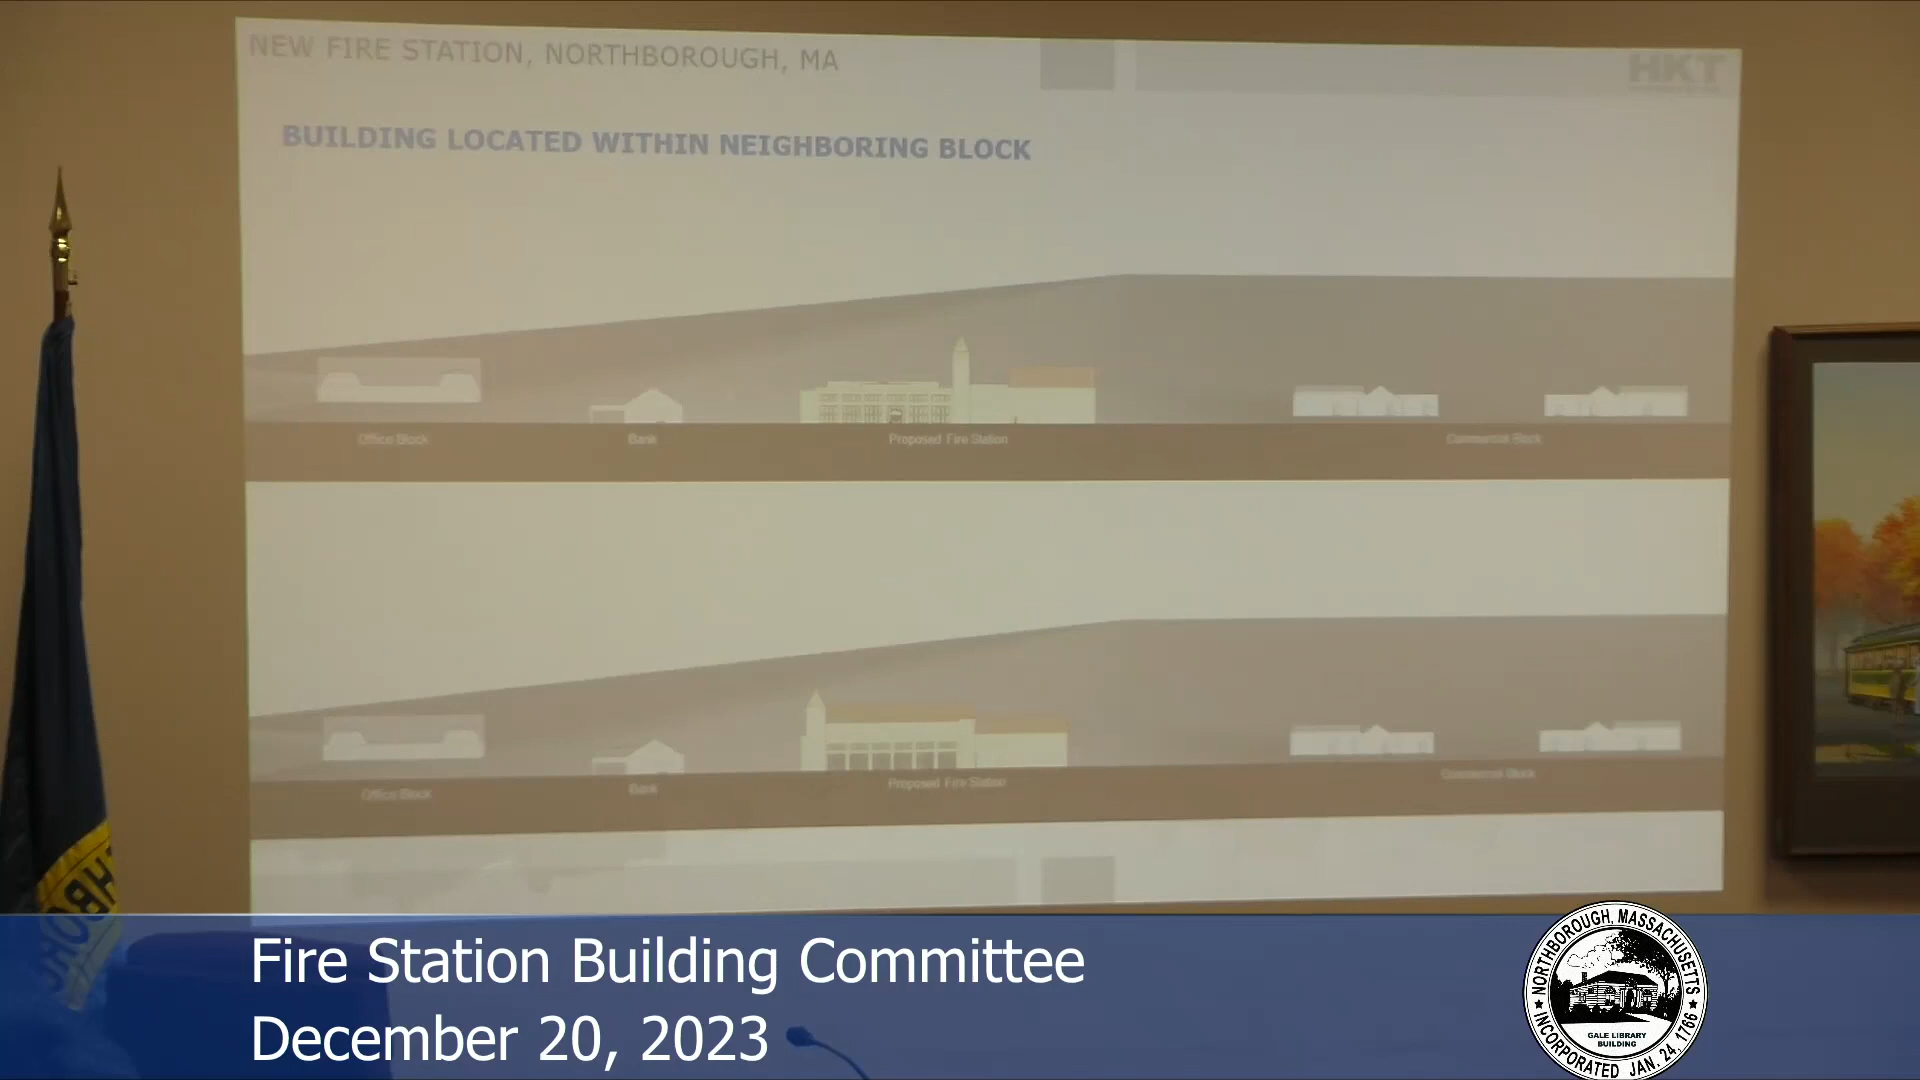 NEW FIRE STATION, NORTHBOROUGH, MA
HKT
BUILDING LOCATED WITHIN NEIGHBORING BLOCK
Office Block
Bank
Proposed Fire Station
Commercial Block
Office Block
Bank
Proposed Fire Station
Commercial Block
Fire Station Building Committee
December 20, 2023
NORTHBOROUGH, MASSACHUSETTS
GALE LIBRARY
BUILDING
INCORPORATED JAN. 24, 1766